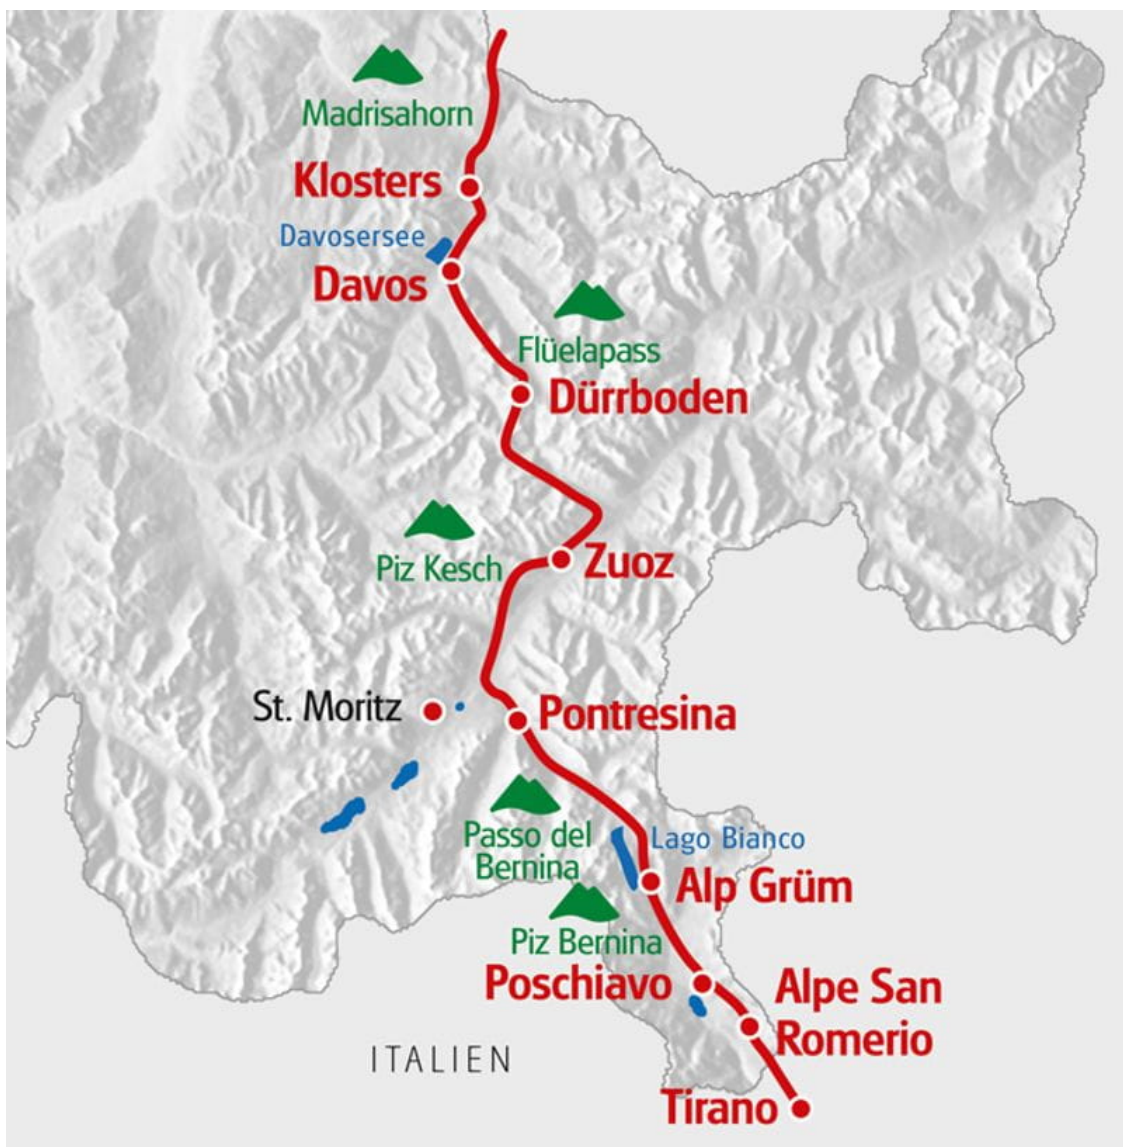 Madrisahorn
Klosters
Davosersee
Davos
Flüelapass
Dürrboden
Piz Kesch
Zuoz
St. Moritz
Pontresina
Passo del
Bernina
Lago Bianco
Alp Grüm
Piz Bernina
Poschiavo
Alpe San
Romerio
ITALIEN
Tirano